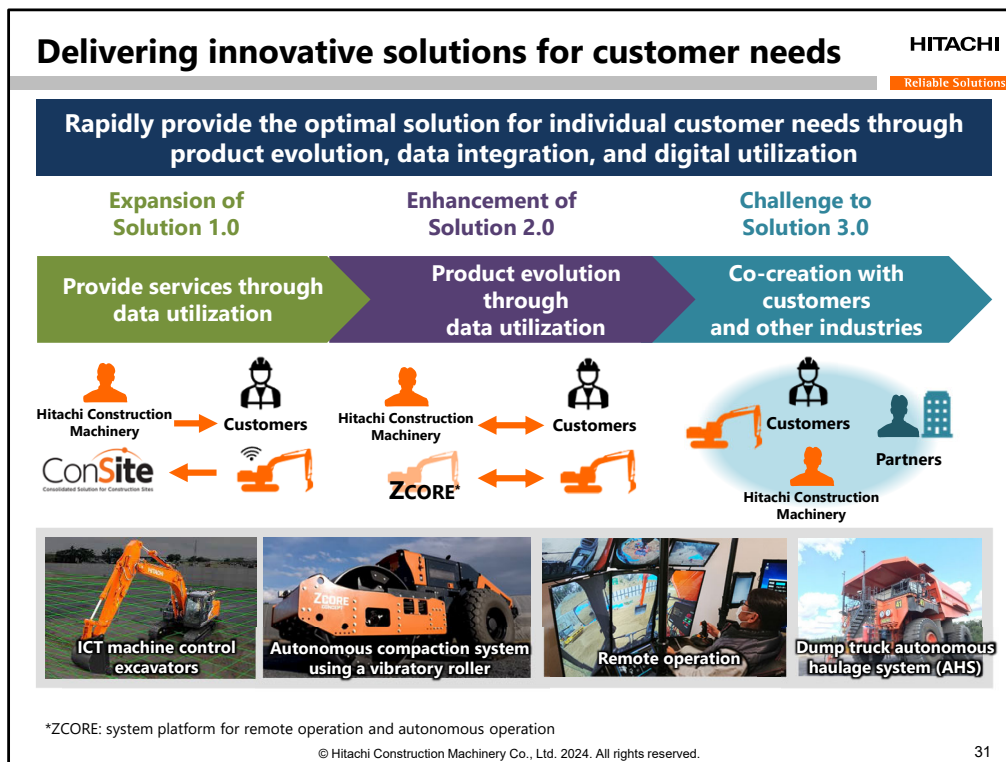 Delivering innovative solutions for customer needs
HITACHI
Reliable Solutions
Rapidly provide the optimal solution for individual customer needs through
product evolution, data integration, and digital utilization
Expansion of
Solution 1.0
Enhancement of
Solution 2.0
Challenge to
Solution 3.0
Provide services through
data utilization
Product evolution
through
data utilization
Co-creation with
customers
and other industries
Hitachi Construction
Machinery
Customers
ConSite
Consolidated Solution for Construction Sites
Hitachi Construction
Machinery
Customers
ZCORE*
Customers
Partners
Hitachi Construction
Machinery
HITACHI
ICT machine control
excavators
ZCORE
CONCEPT
Autonomous compaction system
using a vibratory roller
Remote operation
41
Dump truck autonomous
haulage system (AHS)
*ZCORE: system platform for remote operation and autonomous operation
© Hitachi Construction Machinery Co., Ltd. 2024. All rights reserved.
31